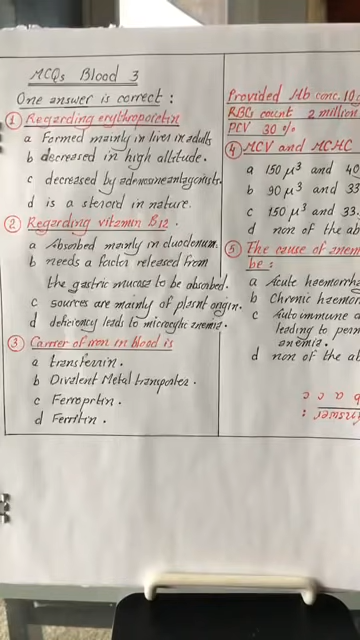 MCQs Blood 3
One answer is correct :
① Regarding erythropoietin
a Formed mainly in liver in adults
b decreased in high altitude.
c decreased by adenosine antagonists.
d is a steroid in nature.
② Regarding vitamin B12 .
a Absorbed mainly in duodenum.
b needs a factor released from
the gastric mucosa to be absorbed.
c sources are mainly of plant origin.
d deficiency leads to microcytic anemia.
③ Carrier of iron in blood is
a transferrin.
b Divalent Metal transporter.
c Ferroportin.
d Ferritin.
Provided Hb conc. 10
RBCs count 2 million
PCV 30 %
④ MCV and MCHC
a 150 μ³ and 40
b 90 μ³ and 33
c 150 μ³ and 33.
d non of the ab
⑤ The cause of anem
be :
a Acute haemorrha
b Chronic haemor
c Autoimmune d
leading to pern
anemia.
d non of the ab
nswer :
b a c c